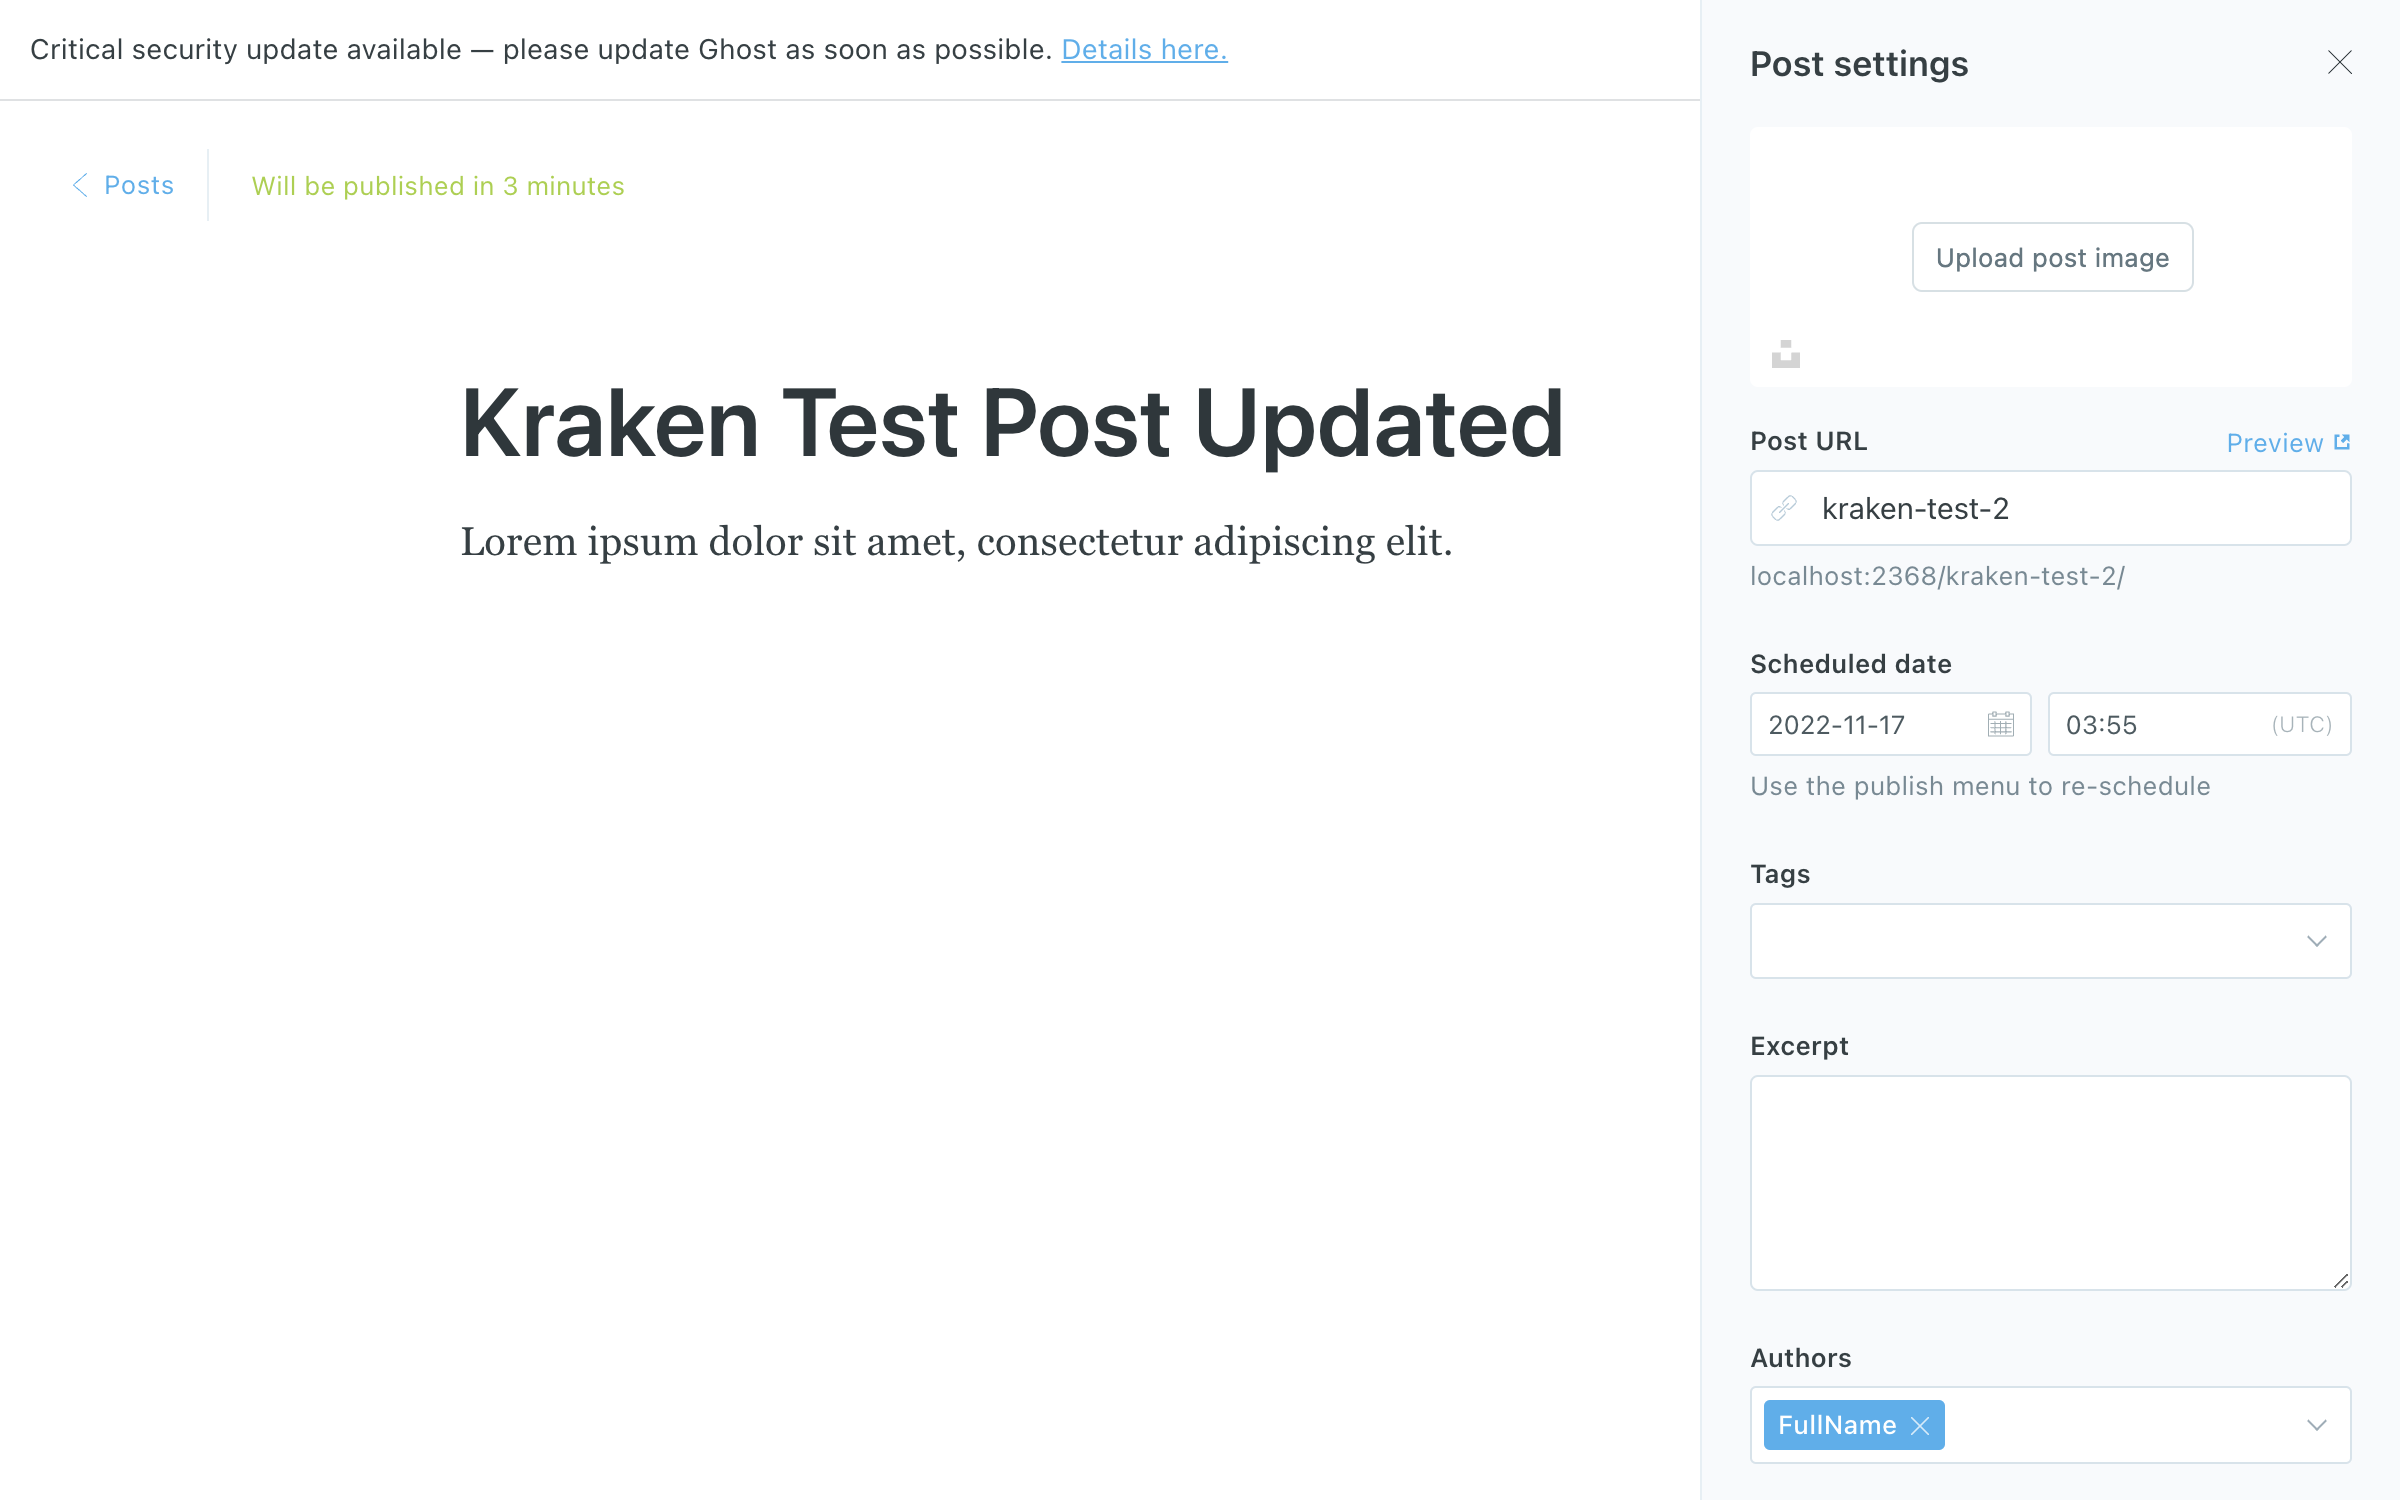 Critical security update available — please update Ghost as soon as possible. Details here.
Posts
Will be published in 3 minutes
Kraken Test Post Updated
Lorem ipsum dolor sit amet, consectetur adipiscing elit.
Post settings
Upload post image
Post URL
Preview
kraken-test-2
localhost:2368/kraken-test-2/
Scheduled date
2022-11-17
03:55 (UTC)
Use the publish menu to re-schedule
Tags
Excerpt
Authors
FullName